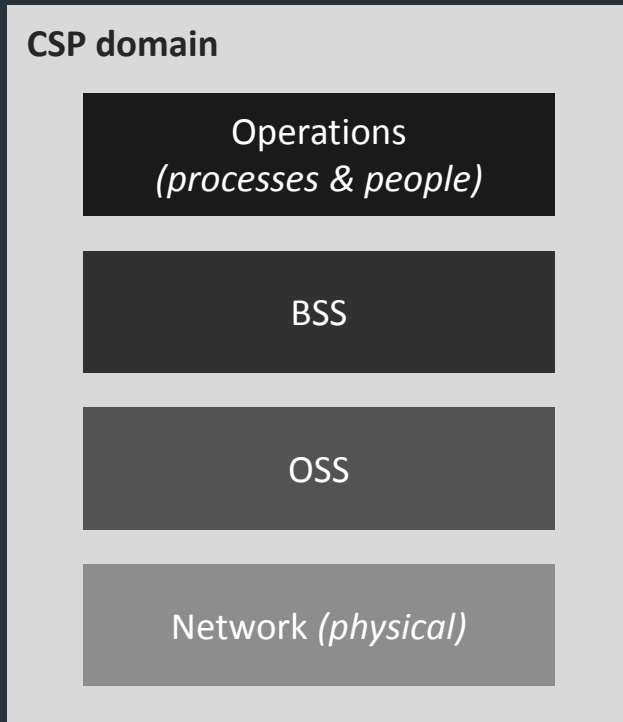 CSP domain
Operations
(processes & people)
BSS
OSS
Network (physical)